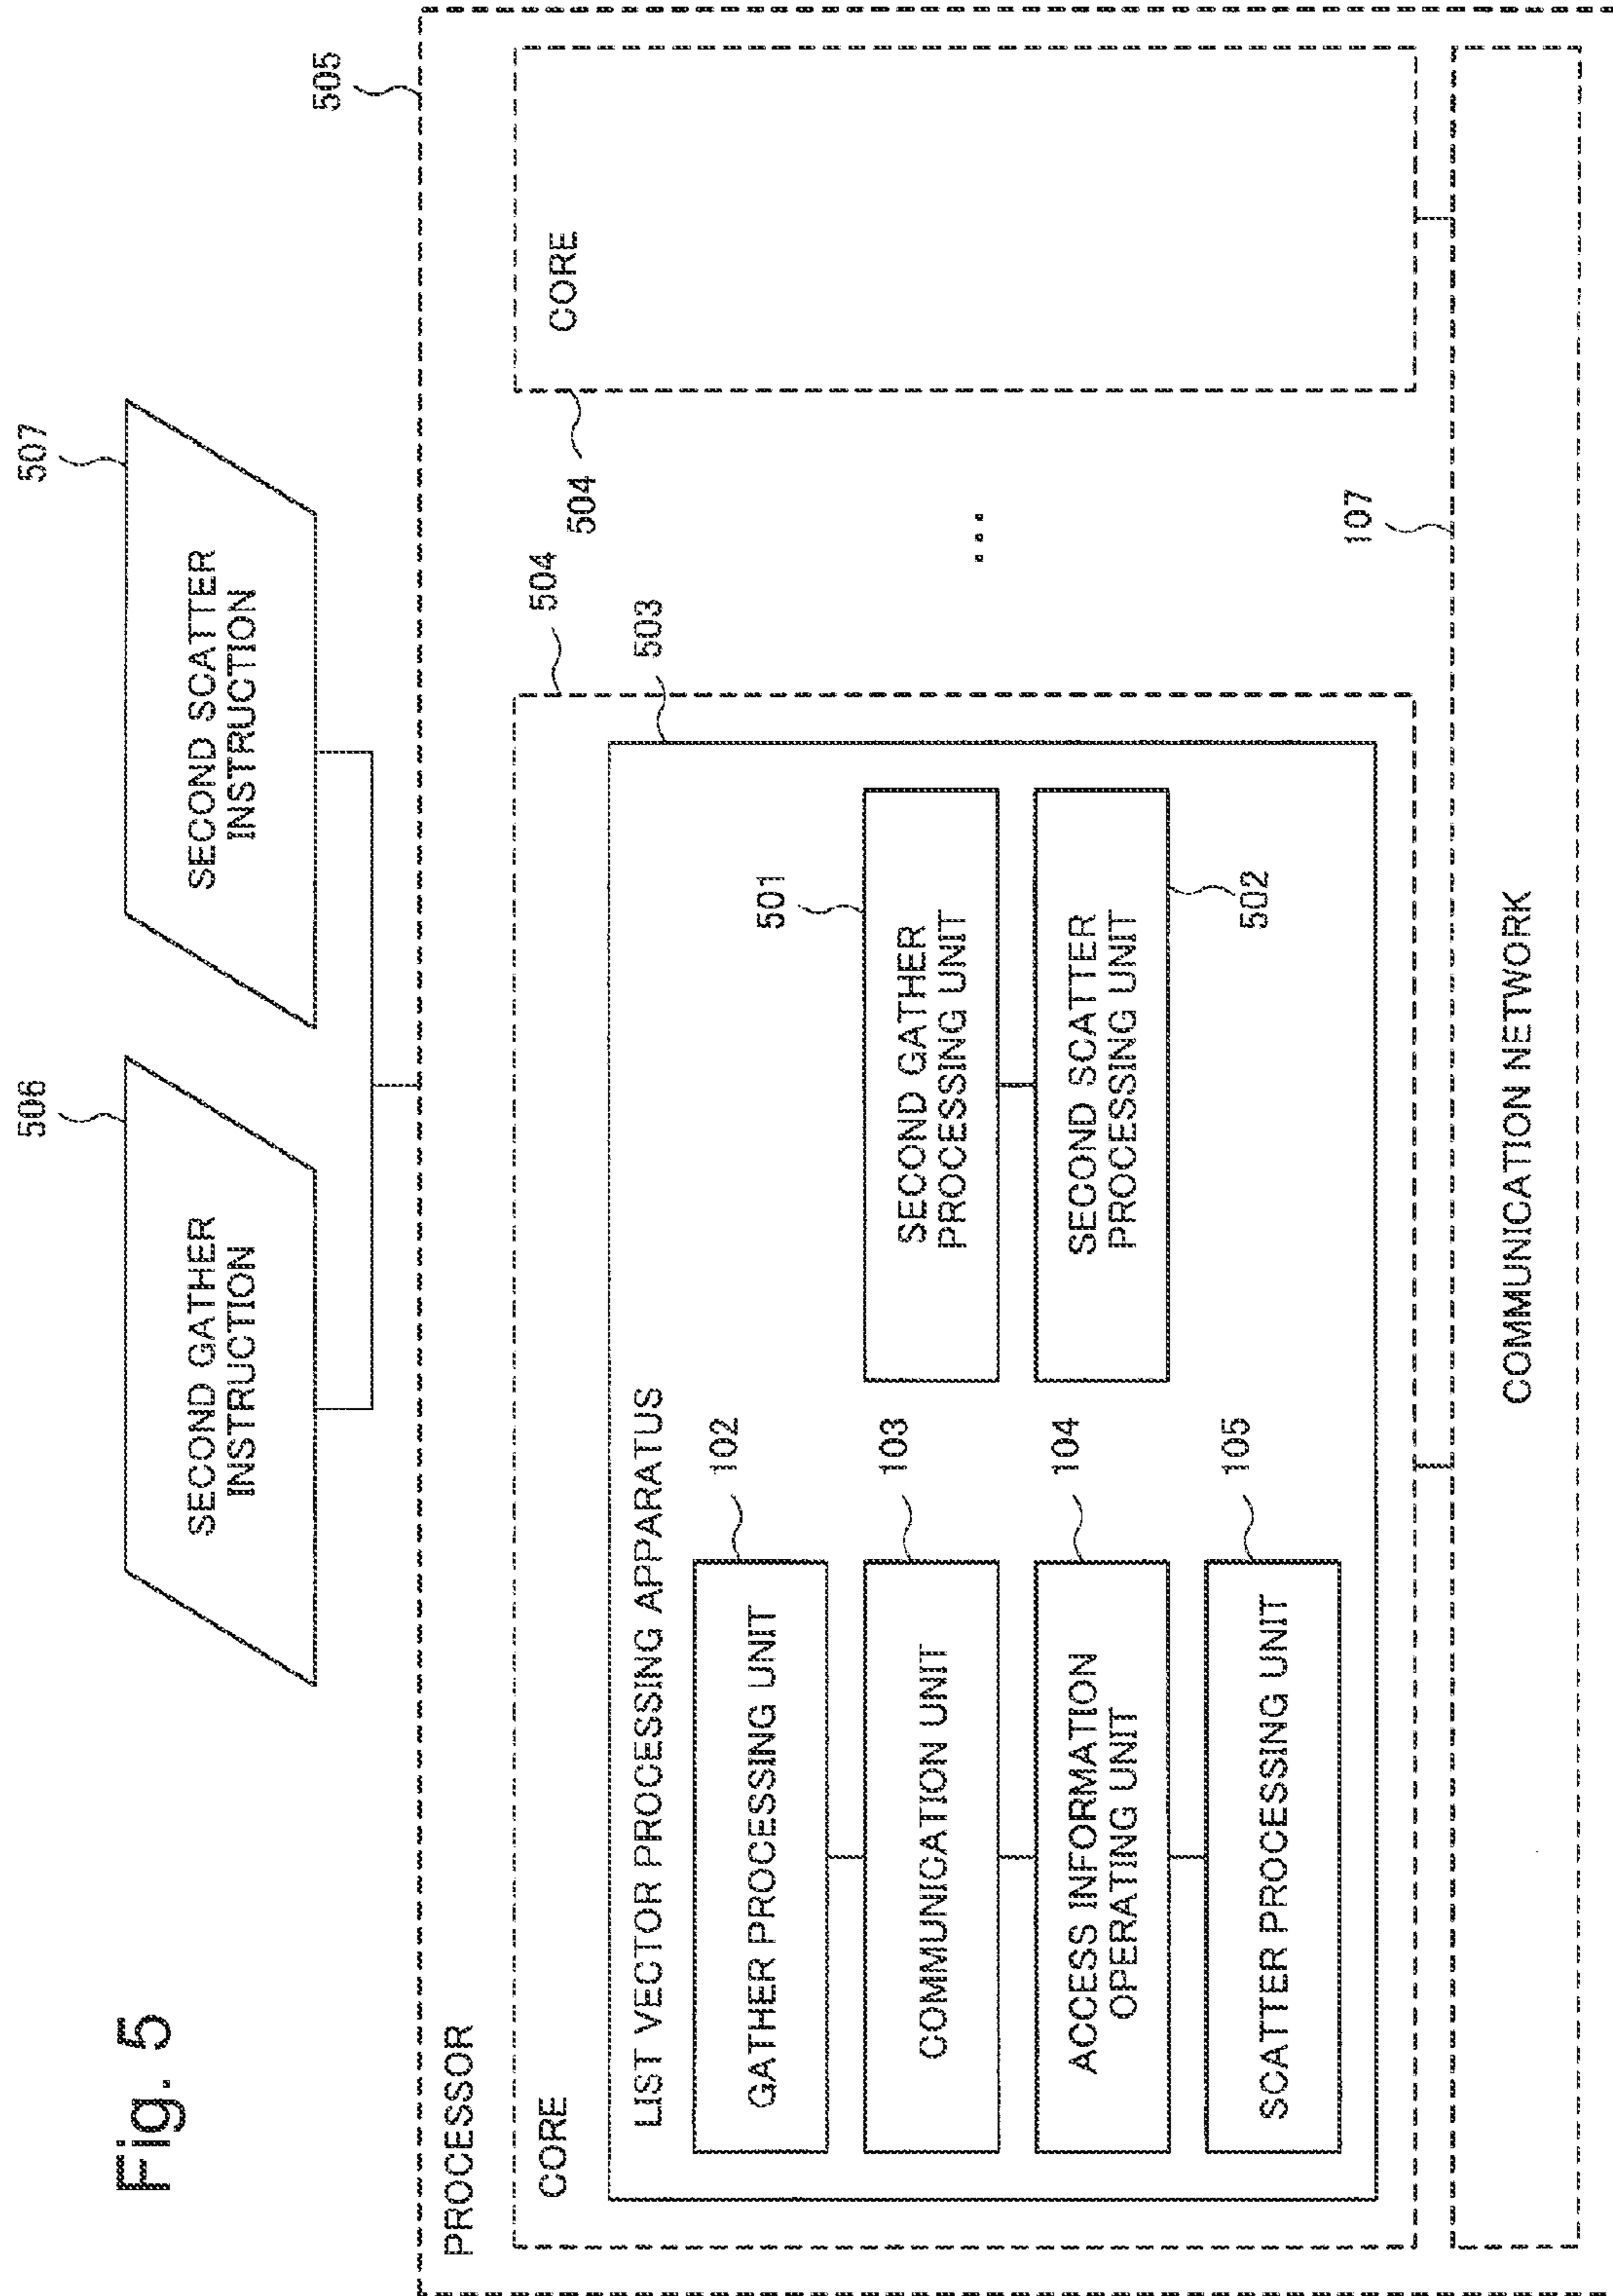 Fig. 5
506
507
SECOND GATHER
INSTRUCTION
SECOND SCATTER
INSTRUCTION
505
PROCESSOR
CORE
504
504
CORE
LIST VECTOR PROCESSING APPARATUS
503
GATHER PROCESSING UNIT
102
COMMUNICATION UNIT
103
ACCESS INFORMATION
OPERATING UNIT
104
SCATTER PROCESSING UNIT
105
501
SECOND GATHER
PROCESSING UNIT
SECOND SCATTER
PROCESSING UNIT
502
...
107
COMMUNICATION NETWORK